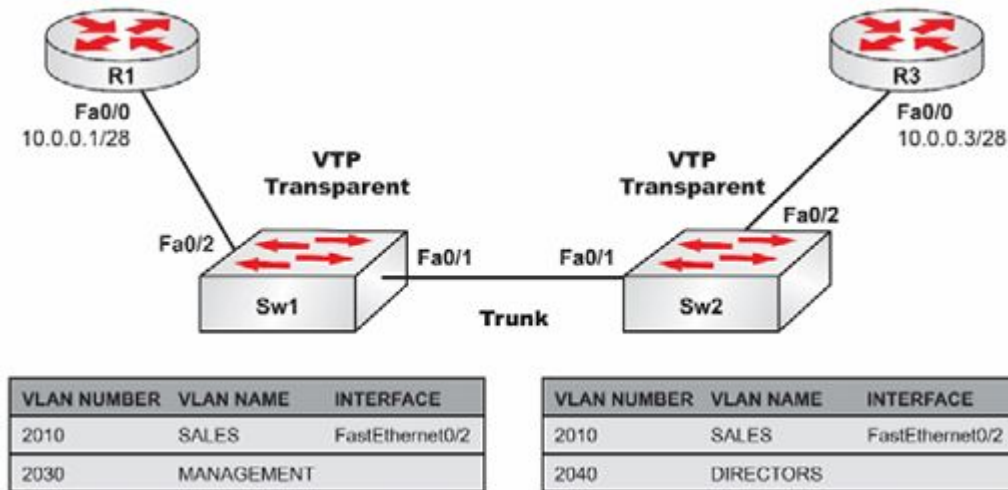 R1
R3
Fa0/0
10.0.0.1/28
Fa0/0
10.0.0.3/28
VTP
Transparent
VTP
Transparent
Fa0/2
Fa0/2
Fa0/1
Fa0/1
Sw1
Sw2
Trunk
VLAN NUMBER VLAN NAME INTERFACE
2010 SALES FastEthernet0/2
2030 MANAGEMENT
VLAN NUMBER VLAN NAME INTERFACE
2010 SALES FastEthernet0/2
2040 DIRECTORS